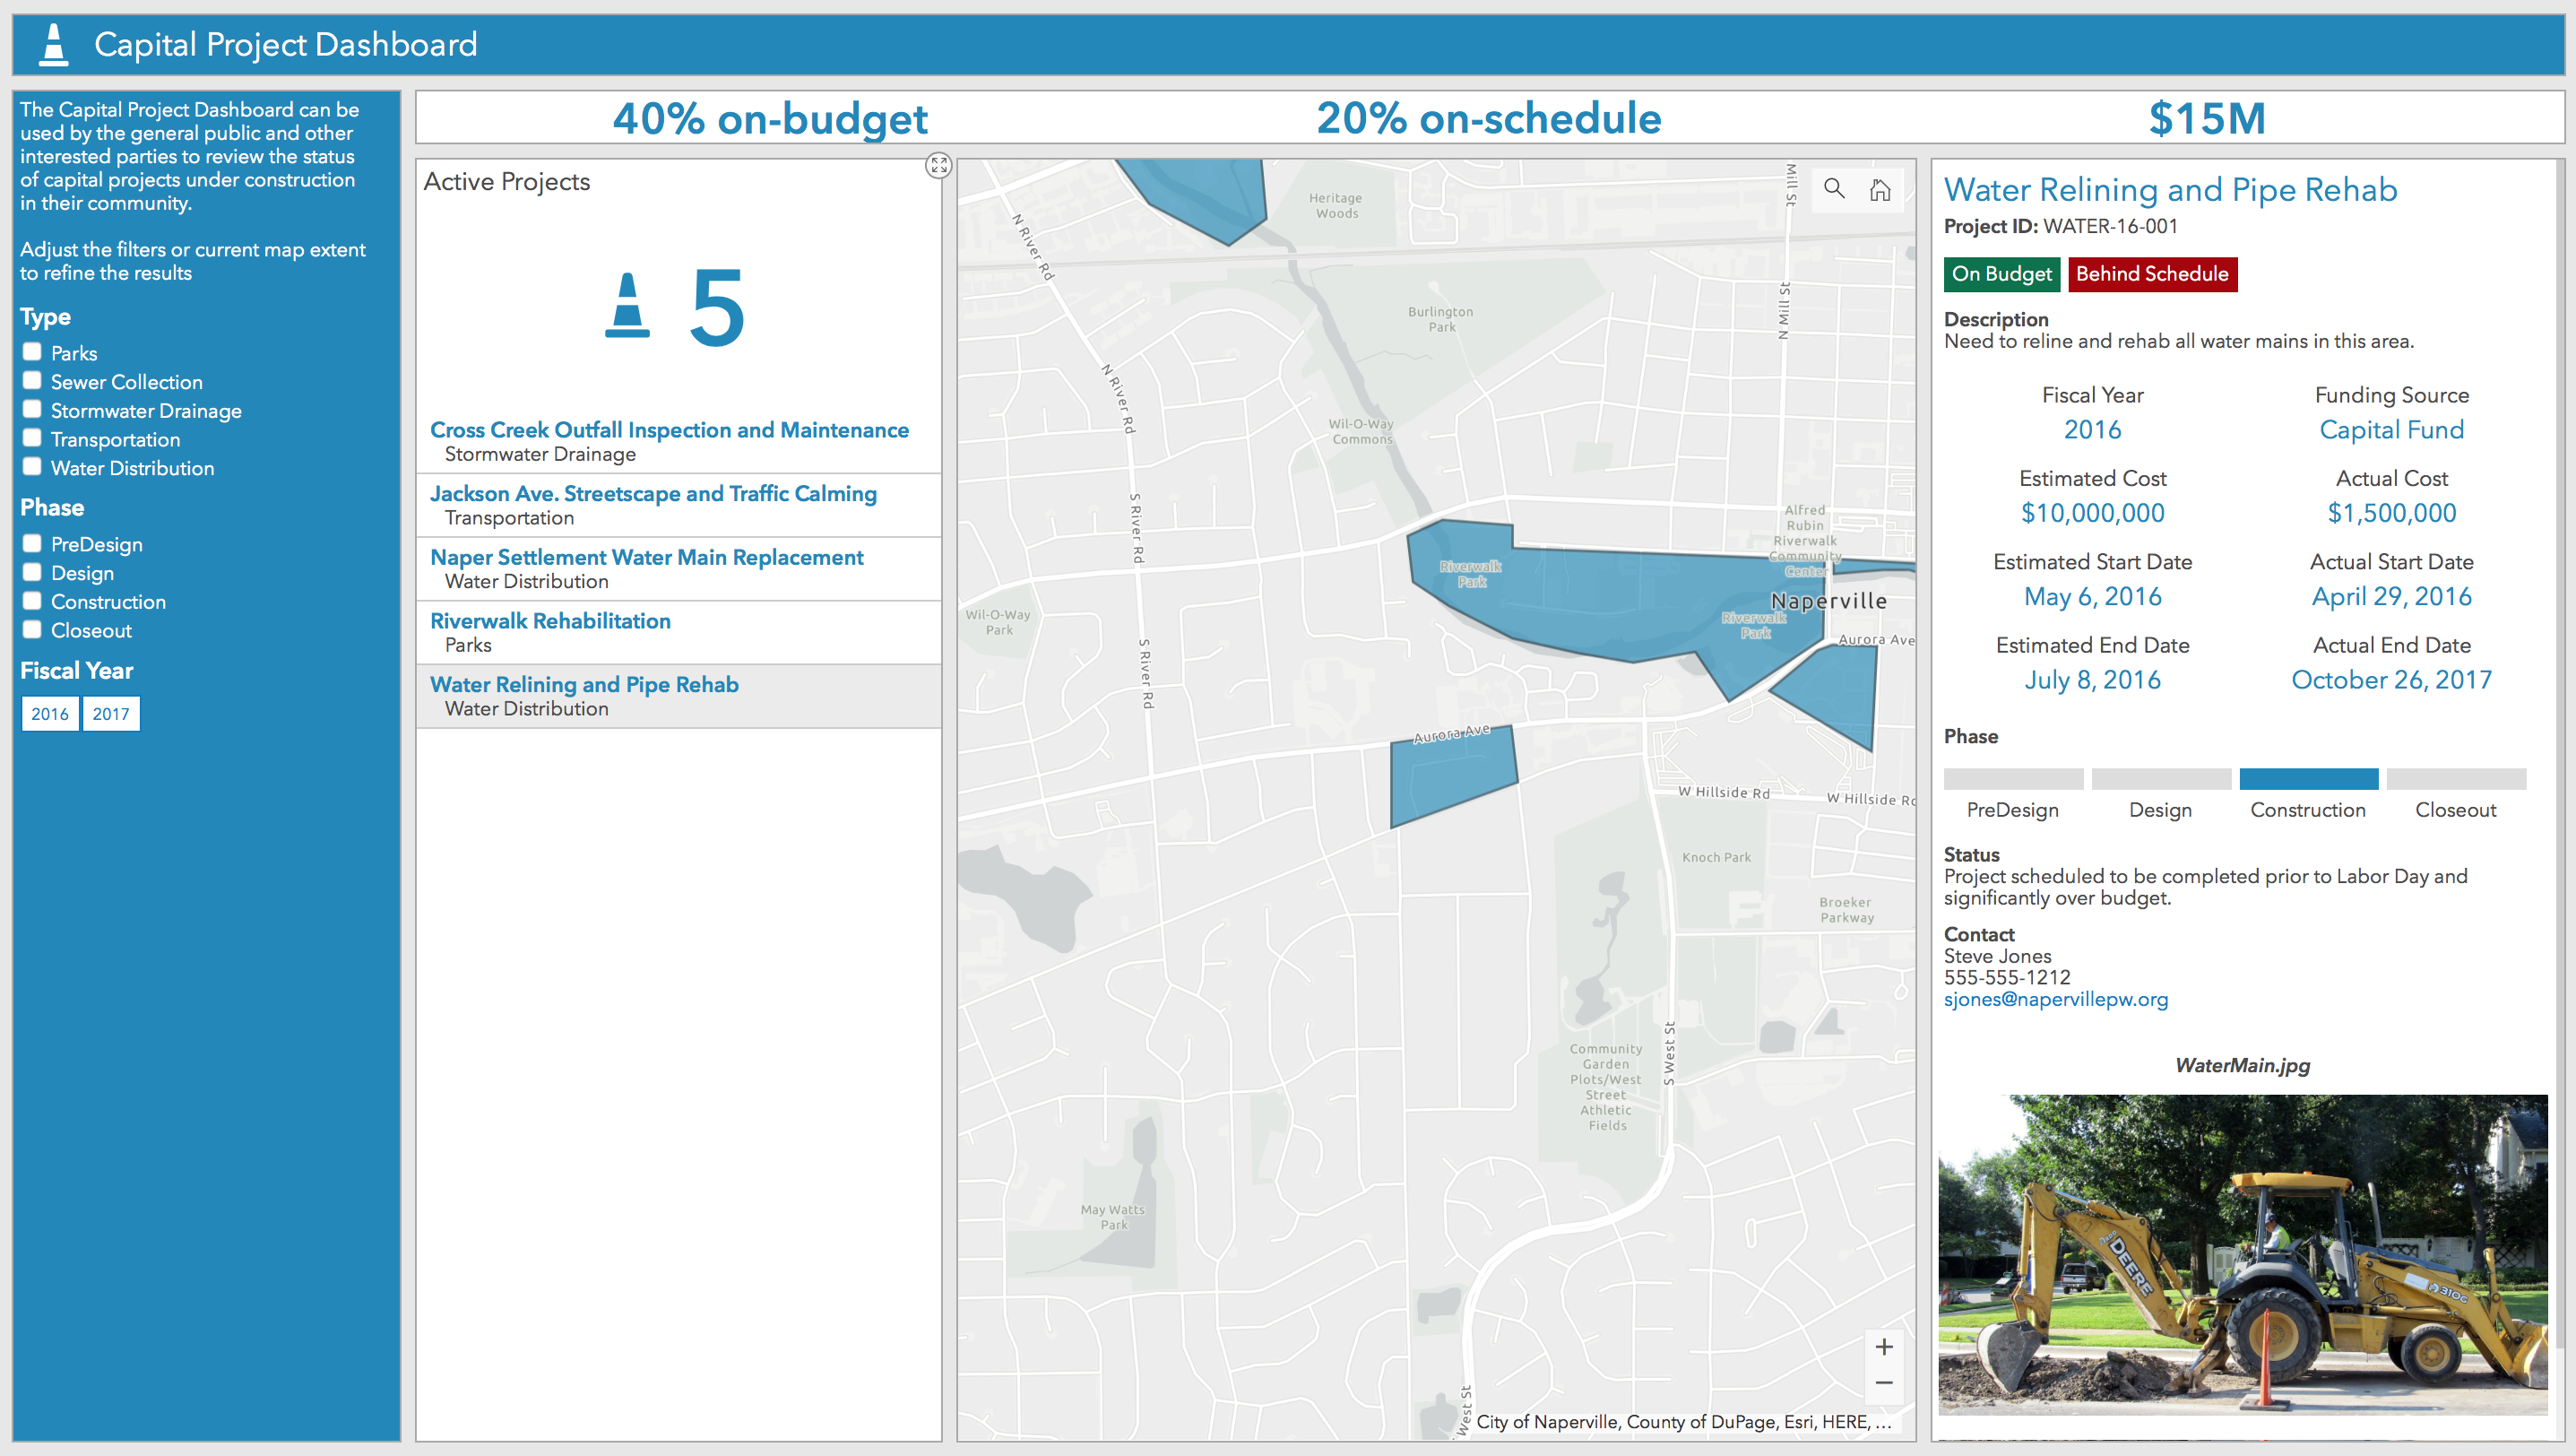 Capital Project Dashboard
The Capital Project Dashboard can be
used by the general public and other
interested parties to review the status
of capital projects under construction
in their community.
Adjust the filters or current map extent
to refine the results
Type
Parks
Sewer Collection
Stormwater Drainage
Transportation
Water Distribution
Phase
PreDesign
Design
Construction
Closeout
Fiscal Year
2016 2017
40% on-budget
20% on-schedule
$15M
Active Projects
5
Cross Creek Outfall Inspection and Maintenance
Stormwater Drainage
Jackson Ave. Streetscape and Traffic Calming
Transportation
Naper Settlement Water Main Replacement
Water Distribution
Riverwalk Rehabilitation
Parks
Water Relining and Pipe Rehab
Water Distribution
Heritage
Woods
Mill St
N River Rd
Burlington
Park
N Mill St
N River Rd
Wil-O-Way
Commons
S River Rd
Alfred
Rubin
Riverwalk
Community
Center
Riverwalk
Park
Naperville
Riverwalk
Park
Wil-O-Way
Park
Aurora Ave
S River Rd
Aurora Ave
W Hillside Rd
W Hillside Rd
Knoch Park
Broeker
Parkway
S West St
Community
Garden
Plots/West
Street
Athletic
Fields
May Watts
Park
West St
+
−
City of Naperville, County of DuPage, Esri, HERE, ...
Water Relining and Pipe Rehab
Project ID: WATER-16-001
On Budget Behind Schedule
Description
Need to reline and rehab all water mains in this area.
Fiscal Year Funding Source
2016 Capital Fund
Estimated Cost Actual Cost
$10,000,000 $1,500,000
Estimated Start Date Actual Start Date
May 6, 2016 April 29, 2016
Estimated End Date Actual End Date
July 8, 2016 October 26, 2017
Phase
PreDesign Design Construction Closeout
Status
Project scheduled to be completed prior to Labor Day and
significantly over budget.
Contact
Steve Jones
555-555-1212
sjones@napervillepw.org
WaterMain.jpg
DEERE
310G